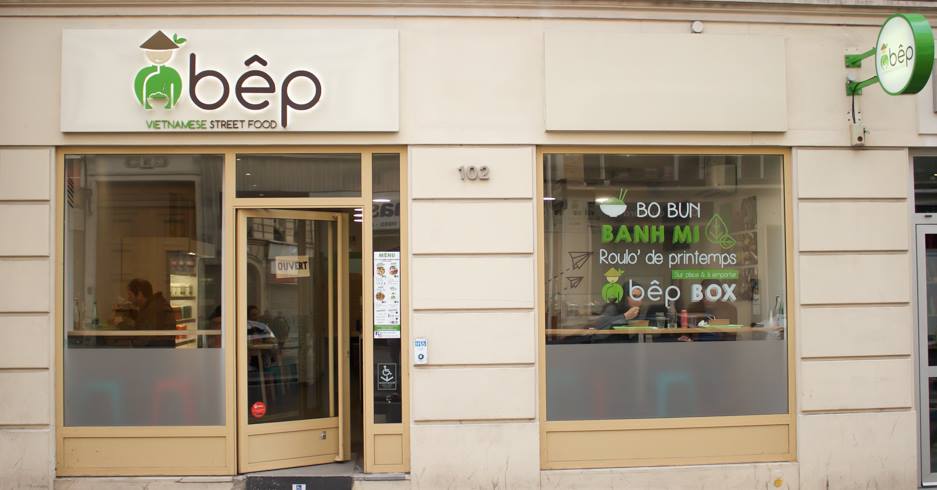 bêp
VIETNAMESE STREET FOOD
bêp
102
BO BUN
BANH MI
Roulo' de printemps
Sur place & à emporter
bêp BOX
OUVERT
MENU